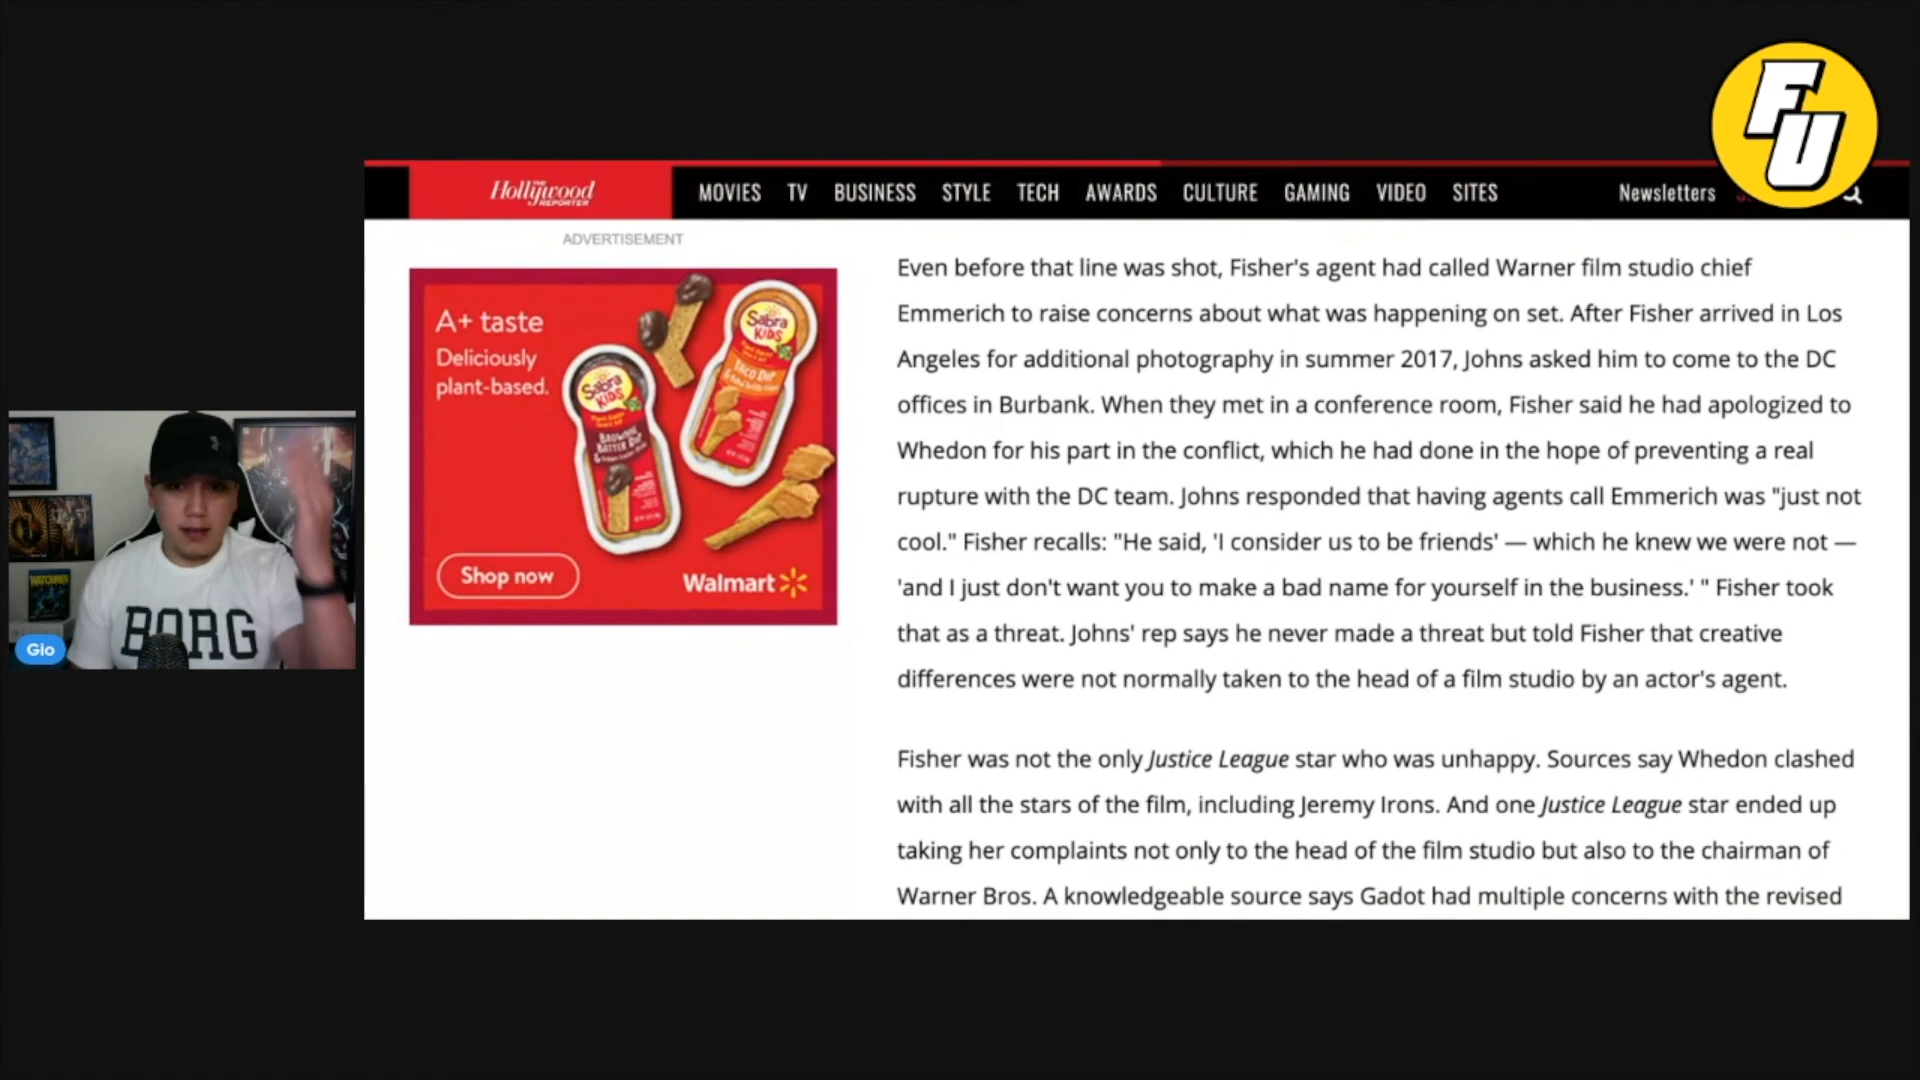 FU
THE
Hollywood
REPORTER
MOVIES TV BUSINESS STYLE TECH AWARDS CULTURE GAMING VIDEO SITES Newsletters
ADVERTISEMENT
A+ taste
Deliciously
plant-based.
Sabra
KIDS
TACO DIP
Sabra
KIDS
BROWNIE
BATTER DIP
Shop now
Walmart
Even before that line was shot, Fisher's agent had called Warner film studio chief
Emmerich to raise concerns about what was happening on set. After Fisher arrived in Los
Angeles for additional photography in summer 2017, Johns asked him to come to the DC
offices in Burbank. When they met in a conference room, Fisher said he had apologized to
Whedon for his part in the conflict, which he had done in the hope of preventing a real
rupture with the DC team. Johns responded that having agents call Emmerich was "just not
cool." Fisher recalls: "He said, 'I consider us to be friends' — which he knew we were not —
'and I just don't want you to make a bad name for yourself in the business.' " Fisher took
that as a threat. Johns' rep says he never made a threat but told Fisher that creative
differences were not normally taken to the head of a film studio by an actor's agent.
Fisher was not the only Justice League star who was unhappy. Sources say Whedon clashed
with all the stars of the film, including Jeremy Irons. And one Justice League star ended up
taking her complaints not only to the head of the film studio but also to the chairman of
Warner Bros. A knowledgeable source says Gadot had multiple concerns with the revised
WATCHMEN
BORG
Gio